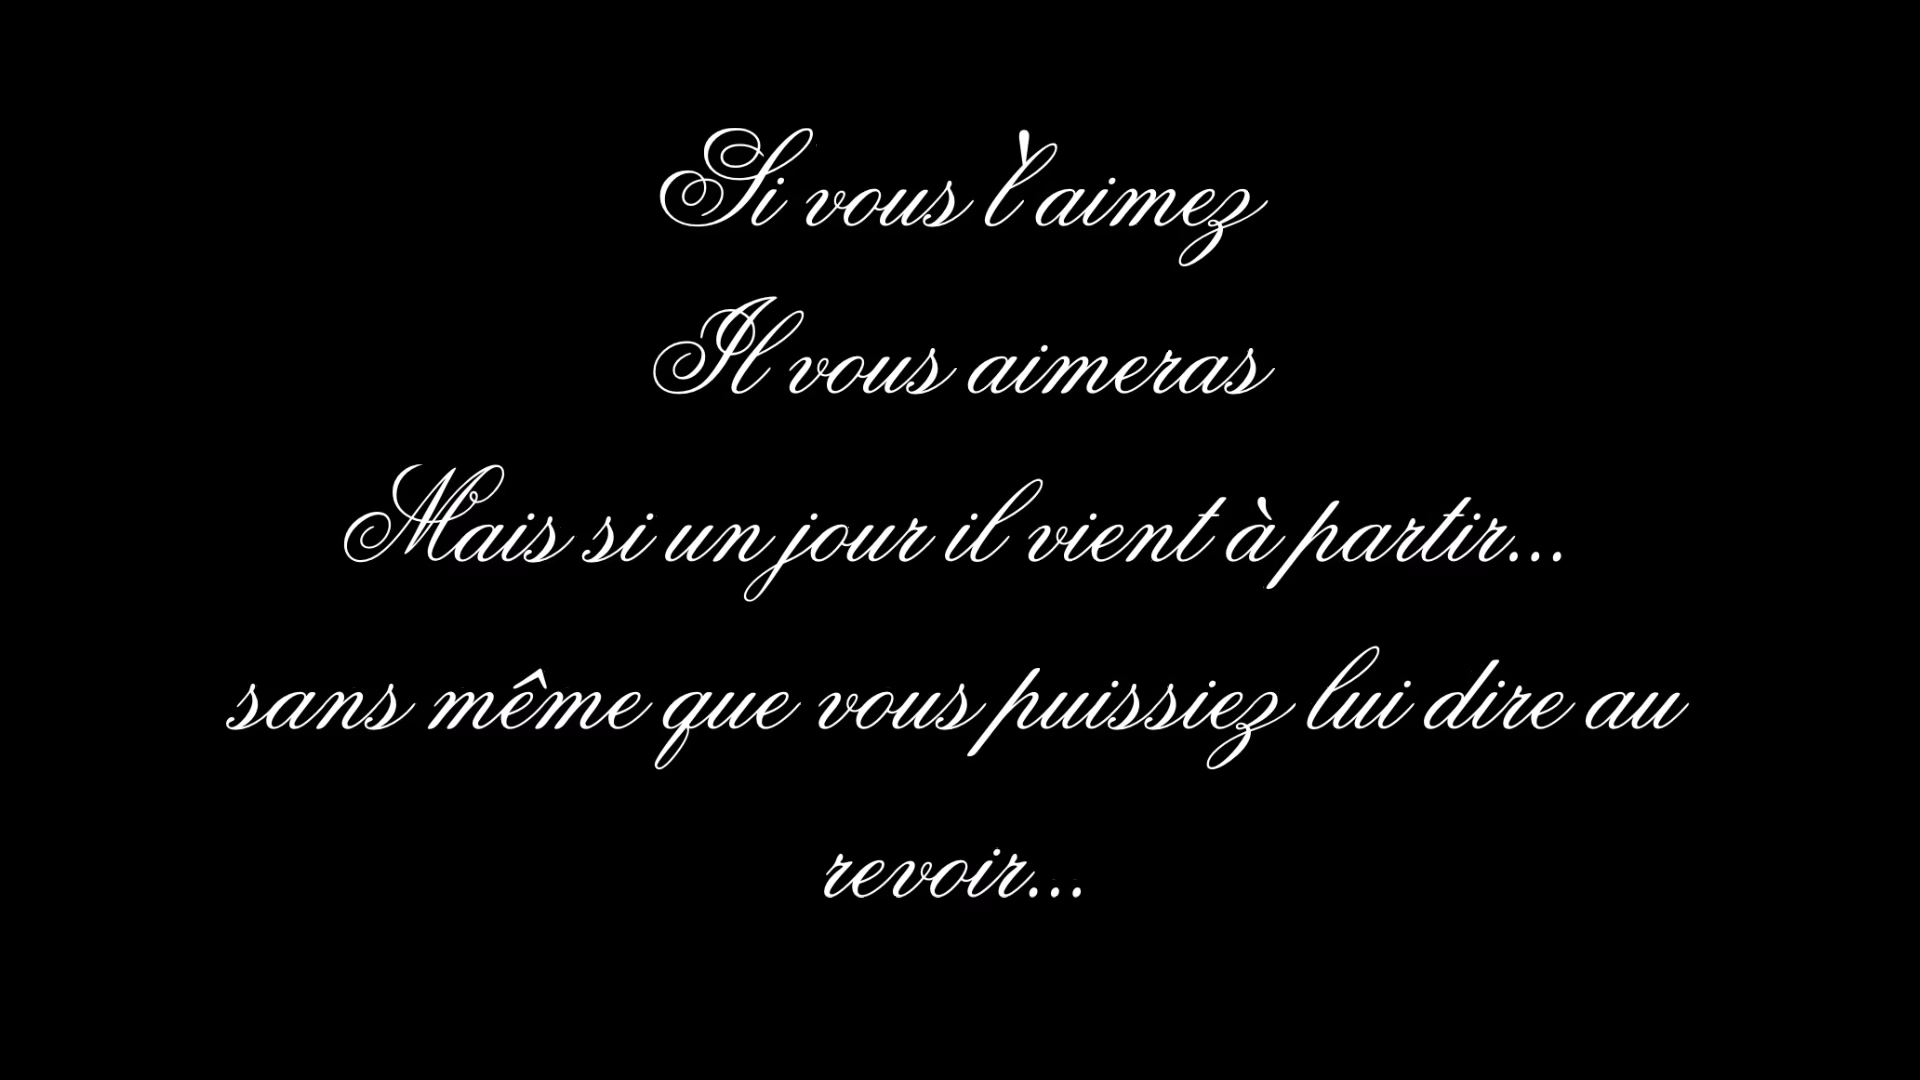 Si vous l'aimez
Il vous aimeras
Mais si un jour il vient à partir...
sans même que vous puissiez lui dire au
revoir...